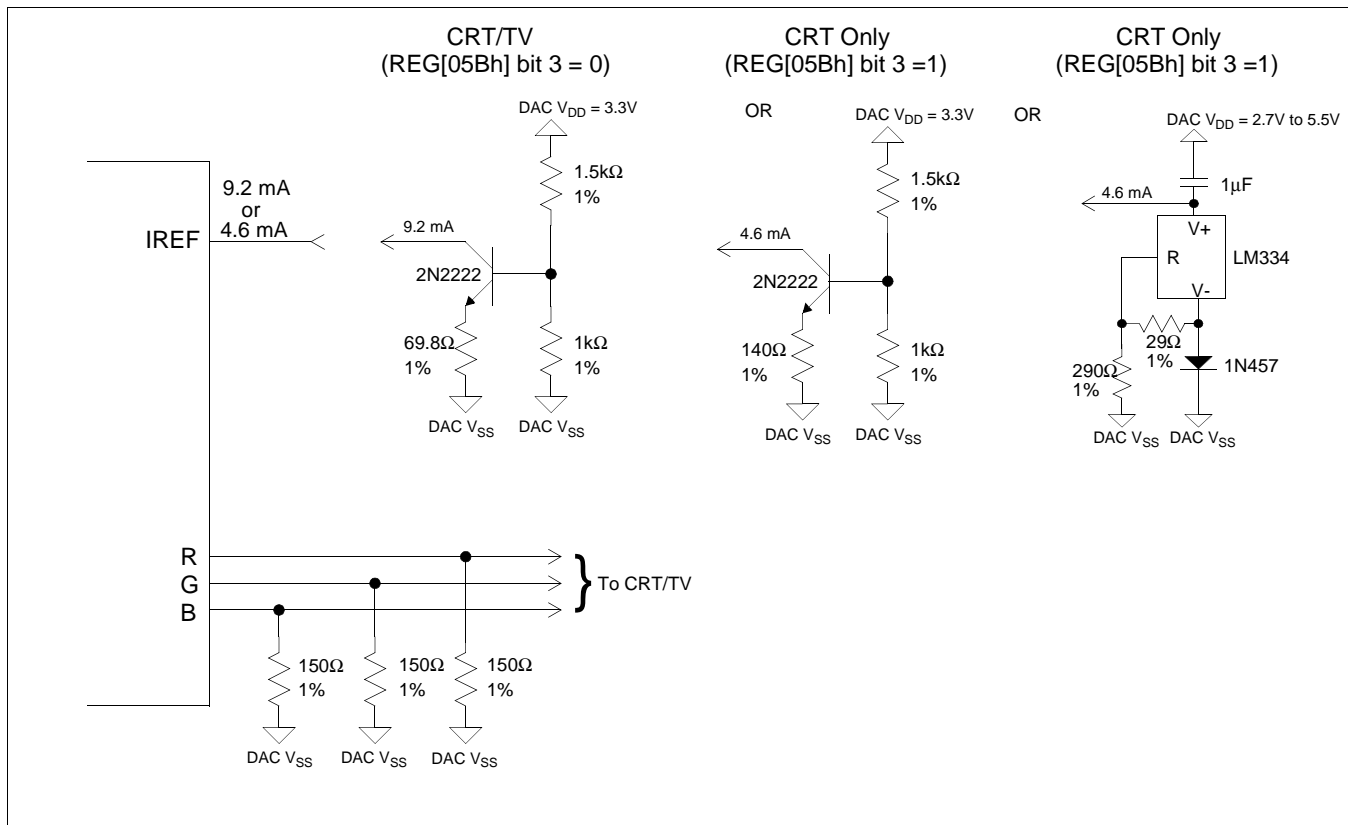 CRT/TV
(REG[05Bh] bit 3 = 0)
CRT Only
(REG[05Bh] bit 3 =1)
CRT Only
(REG[05Bh] bit 3 =1)
DAC VDD = 3.3V
OR
DAC VDD = 3.3V
OR
DAC VDD = 2.7V to 5.5V
1.5kΩ
1%
1.5kΩ
1%
1µF
9.2 mA
or
4.6 mA
IREF
9.2 mA
4.6 mA
4.6 mA
V+
R
LM334
V-
2N2222
2N2222
69.8Ω
1%
1kΩ
1%
140Ω
1%
1kΩ
1%
29Ω
1%
290Ω
1%
1N457
DAC VSS
DAC VSS
DAC VSS
DAC VSS
DAC VSS
DAC VSS
R
G
B
} To CRT/TV
150Ω
1%
150Ω
1%
150Ω
1%
DAC VSS
DAC VSS
DAC VSS